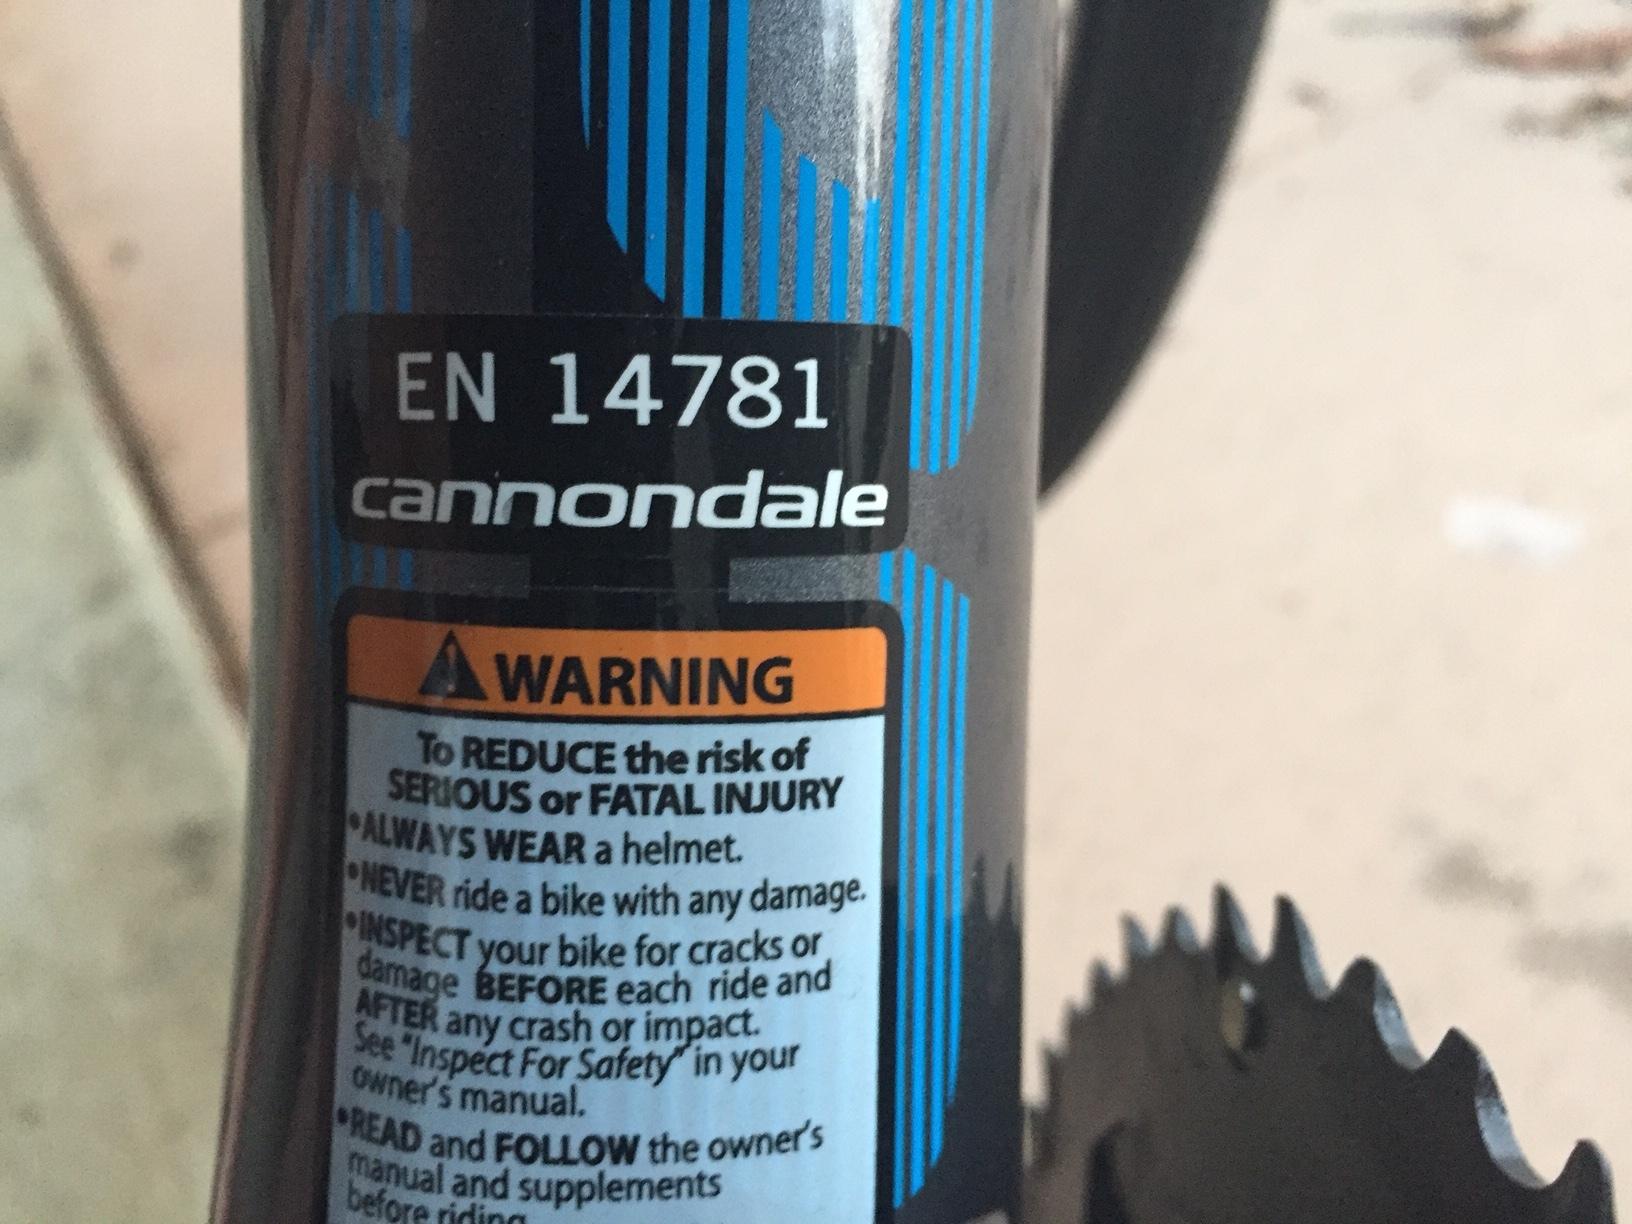 EN 14781
cannondale
WARNING
To REDUCE the risk of
SERIOUS or FATAL INJURY
•ALWAYS WEAR a helmet.
•NEVER ride a bike with any damage.
•INSPECT your bike for cracks or
damage BEFORE each ride and
AFTER any crash or impact.
See "Inspect For Safety" in your
owner's manual.
•READ and FOLLOW the owner's
manual and supplements
before riding.